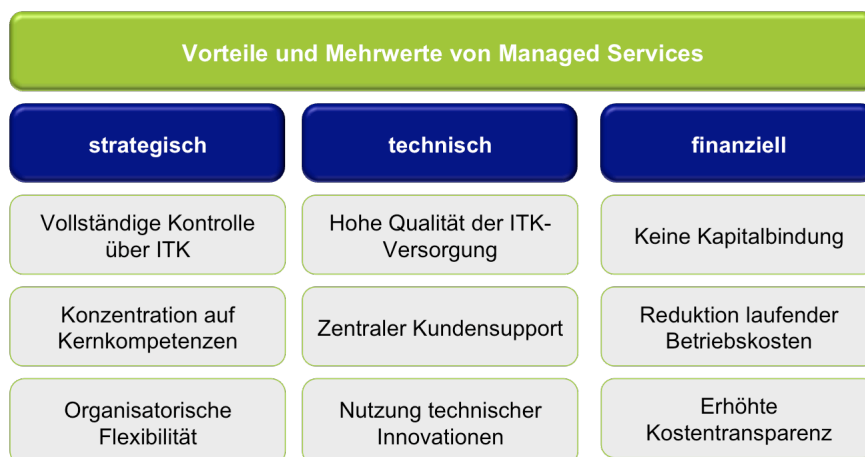 Vorteile und Mehrwerte von Managed Services
strategisch
technisch
finanziell
Vollständige Kontrolle
über ITK
Hohe Qualität der ITK-
Versorgung
Keine Kapitalbindung
Konzentration auf
Kernkompetenzen
Zentraler Kundensupport
Reduktion laufender
Betriebskosten
Organisatorische
Flexibilität
Nutzung technischer
Innovationen
Erhöhte
Kostentransparenz